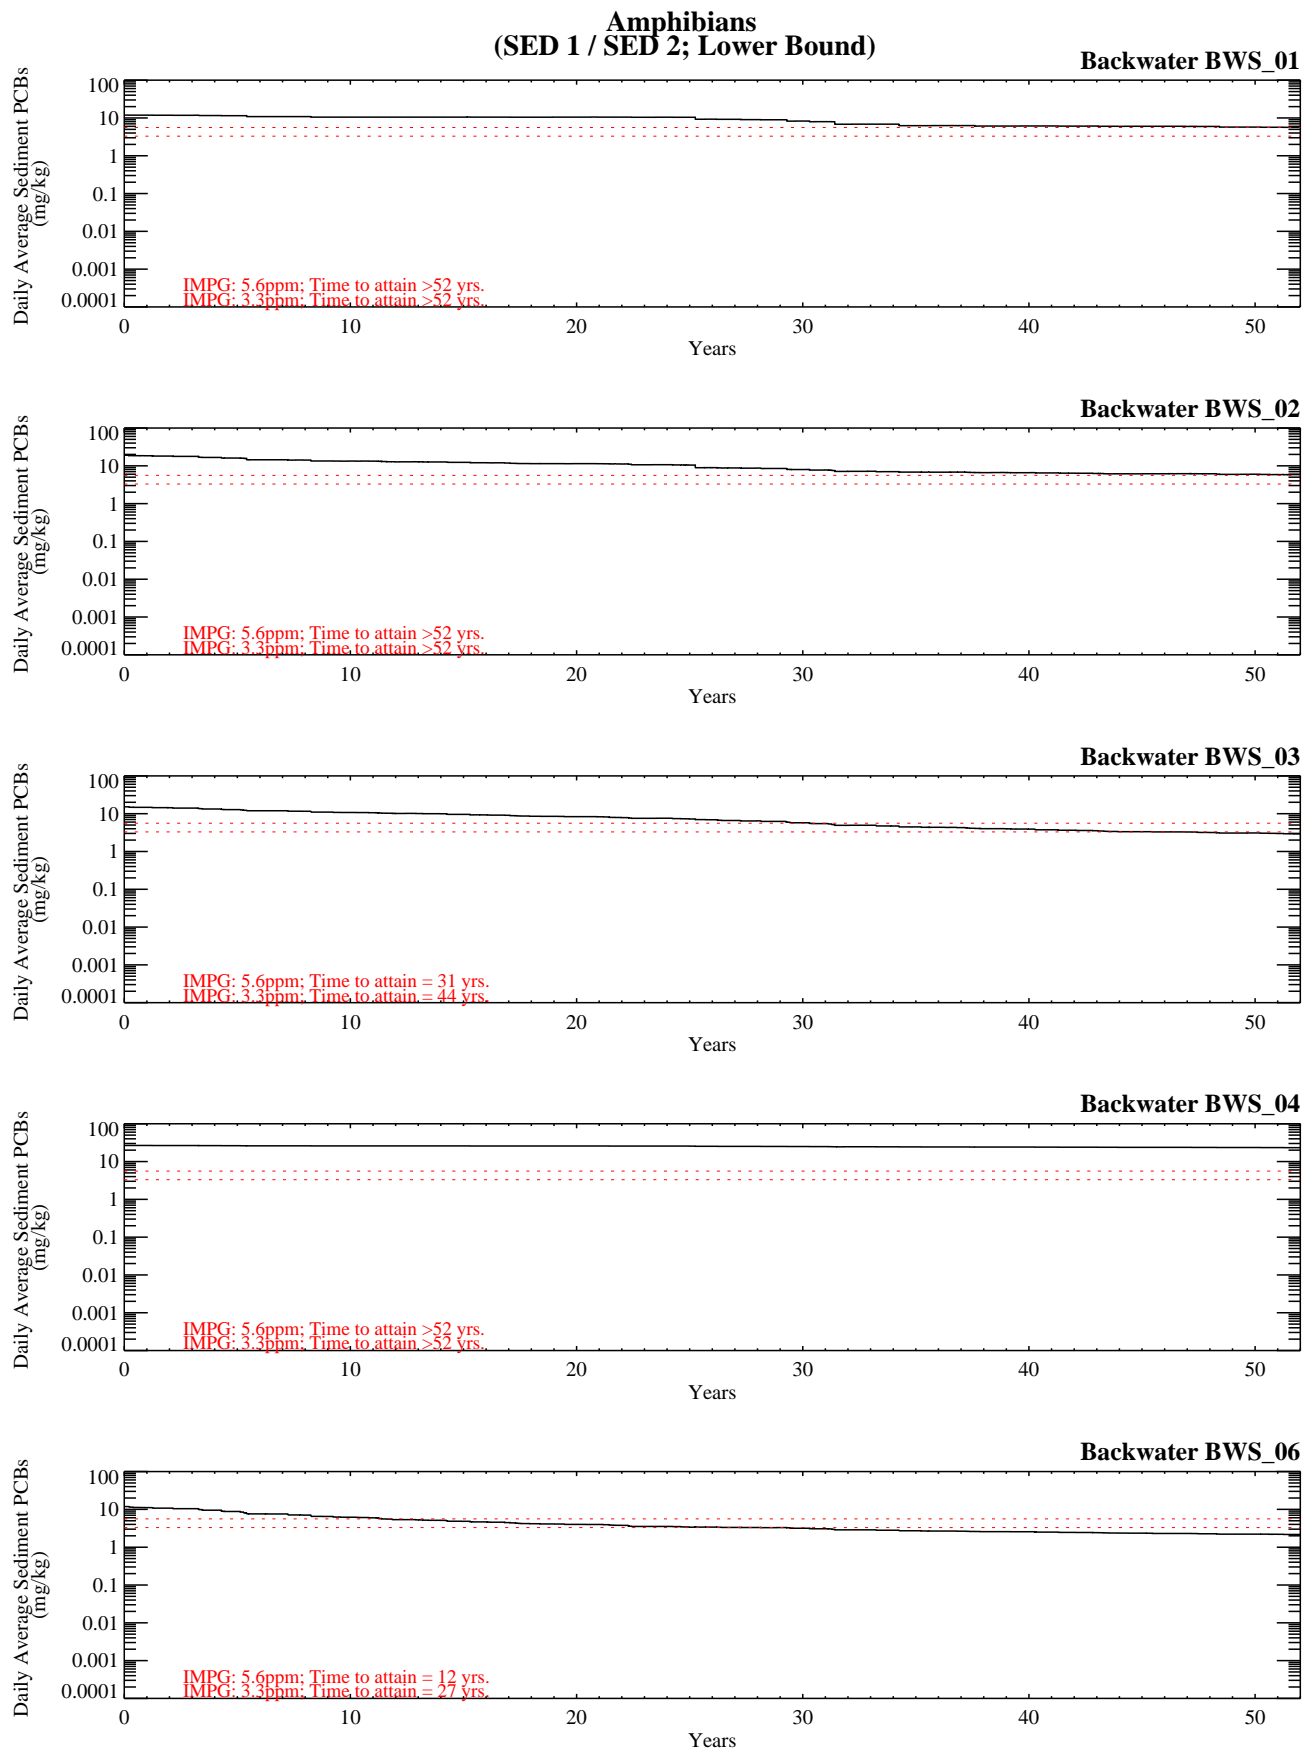 Amphibians
(SED 1 / SED 2; Lower Bound)
Backwater BWS_01
Daily Average Sediment PCBs
(mg/kg)
100
10
1
0.1
0.01
0.001
0.0001
IMPG: 5.6ppm; Time to attain >52 yrs.
IMPG: 3.3ppm; Time to attain >52 yrs.
0 10 20 30 40 50
Years
Backwater BWS_02
Daily Average Sediment PCBs
(mg/kg)
100
10
1
0.1
0.01
0.001
0.0001
IMPG: 5.6ppm; Time to attain >52 yrs.
IMPG: 3.3ppm; Time to attain >52 yrs.
0 10 20 30 40 50
Years
Backwater BWS_03
Daily Average Sediment PCBs
(mg/kg)
100
10
1
0.1
0.01
0.001
0.0001
IMPG: 5.6ppm; Time to attain = 31 yrs.
IMPG: 3.3ppm; Time to attain = 44 yrs.
0 10 20 30 40 50
Years
Backwater BWS_04
Daily Average Sediment PCBs
(mg/kg)
100
10
1
0.1
0.01
0.001
0.0001
IMPG: 5.6ppm; Time to attain >52 yrs.
IMPG: 3.3ppm; Time to attain >52 yrs.
0 10 20 30 40 50
Years
Backwater BWS_06
Daily Average Sediment PCBs
(mg/kg)
100
10
1
0.1
0.01
0.001
0.0001
IMPG: 5.6ppm; Time to attain = 12 yrs.
IMPG: 3.3ppm; Time to attain = 27 yrs.
0 10 20 30 40 50
Years